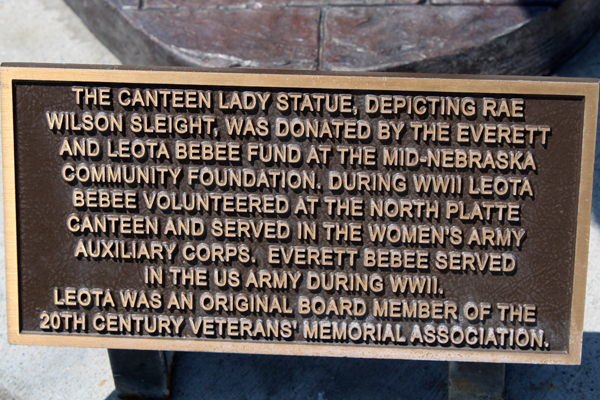 THE CANTEEN LADY STATUE, DEPICTING RAE
WILSON SLEIGHT, WAS DONATED BY THE EVERETT
AND LEOTA BEBEE FUND AT THE MID-NEBRASKA
COMMUNITY FOUNDATION. DURING WWII LEOTA
BEBEE VOLUNTEERED AT THE NORTH PLATTE
CANTEEN AND SERVED IN THE WOMEN'S ARMY
AUXILIARY CORPS. EVERETT BEBEE SERVED
IN THE US ARMY DURING WWII.
LEOTA WAS AN ORIGINAL BOARD MEMBER OF THE
20TH CENTURY VETERANS' MEMORIAL ASSOCIATION.